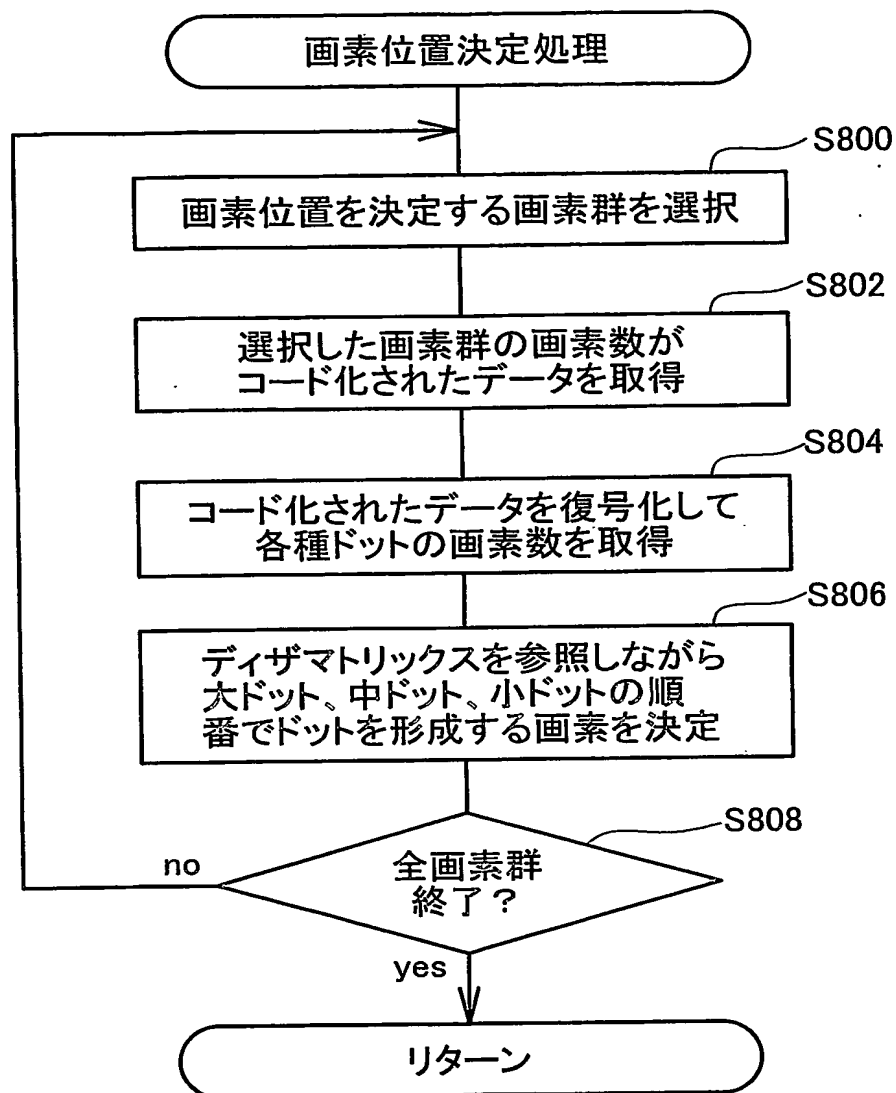 画素位置決定処理
S800
画素位置を決定する画素群を選択
S802
選択した画素群の画素数が
コード化されたデータを取得
S804
コード化されたデータを復号化して
各種ドットの画素数を取得
S806
ディザマトリックスを参照しながら
大ドット、中ドット、小ドットの順
番でドットを形成する画素を決定
S808
全画素群
終了？
no
yes
リターン